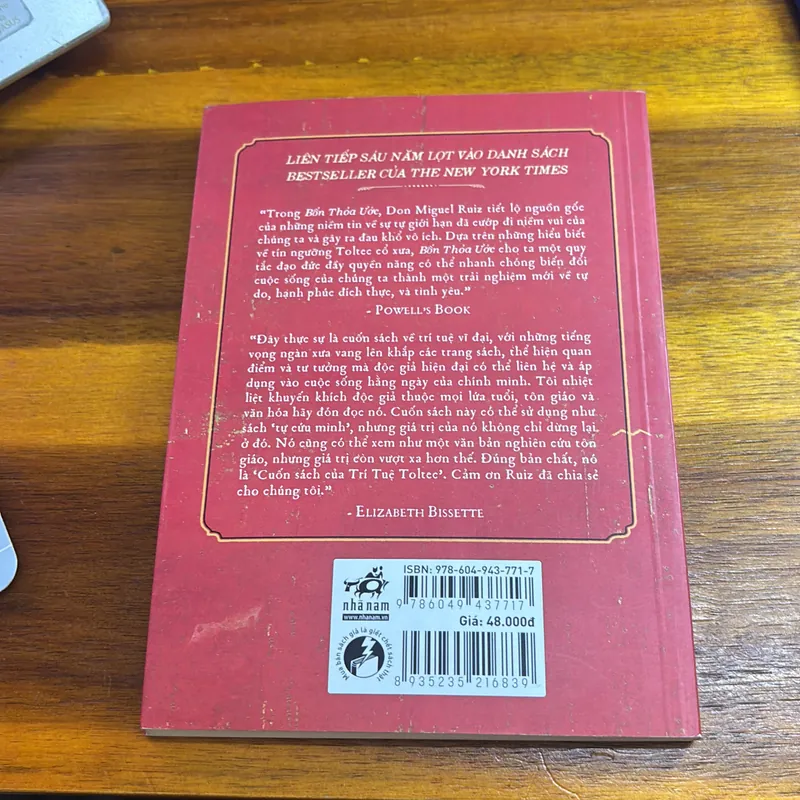 LIÊN TIẾP SÁU NĂM LỌT VÀO DANH SÁCH
BESTSELLER CỦA THE NEW YORK TIMES
“Trong Bốn Thỏa Ước, Don Miguel Ruiz tiết lộ nguồn gốc
của những niềm tin về sự tự giới hạn đã cướp đi niềm vui của
chúng ta và gây ra đau khổ vô ích. Dựa trên những hiểu biết
về tín ngưỡng Toltec cổ xưa, Bốn Thỏa Ước cho ta một quy
tắc đạo đức đầy quyền năng có thể nhanh chóng biến đổi
cuộc sống của chúng ta thành một trải nghiệm mới về tự
do, hạnh phúc đích thực, và tình yêu.”
- POWELL'S BOOK
“Đây thực sự là cuốn sách về trí tuệ vĩ đại, với những tiếng
vọng ngàn xưa vang lên khắp các trang sách, thể hiện quan
điểm và tư tưởng mà độc giả hiện đại có thể liên hệ và áp
dụng vào cuộc sống hằng ngày của chính mình. Tôi nhiệt
liệt khuyến khích độc giả thuộc mọi lứa tuổi, tôn giáo và
văn hóa hãy đón đọc nó. Cuốn sách này có thể sử dụng như
sách ‘tự cứu mình’, nhưng giá trị của nó không chỉ dừng lại
ở đó. Nó cũng có thể xem như một văn bản nghiên cứu tôn
giáo, nhưng giá trị còn vượt xa hơn thế. Đúng bản chất, nó
là ‘Cuốn sách của Trí Tuệ Toltec’. Cảm ơn Ruiz đã chia sẻ
cho chúng tôi.”
- ELIZABETH BISSETTE
ISBN: 978-604-943-771-7
nhã nam
www.nhanam.vn
9 786049 437717
Giá: 48.000đ
Mua bán sách giả là giết chết sách thật
8 935235 216839